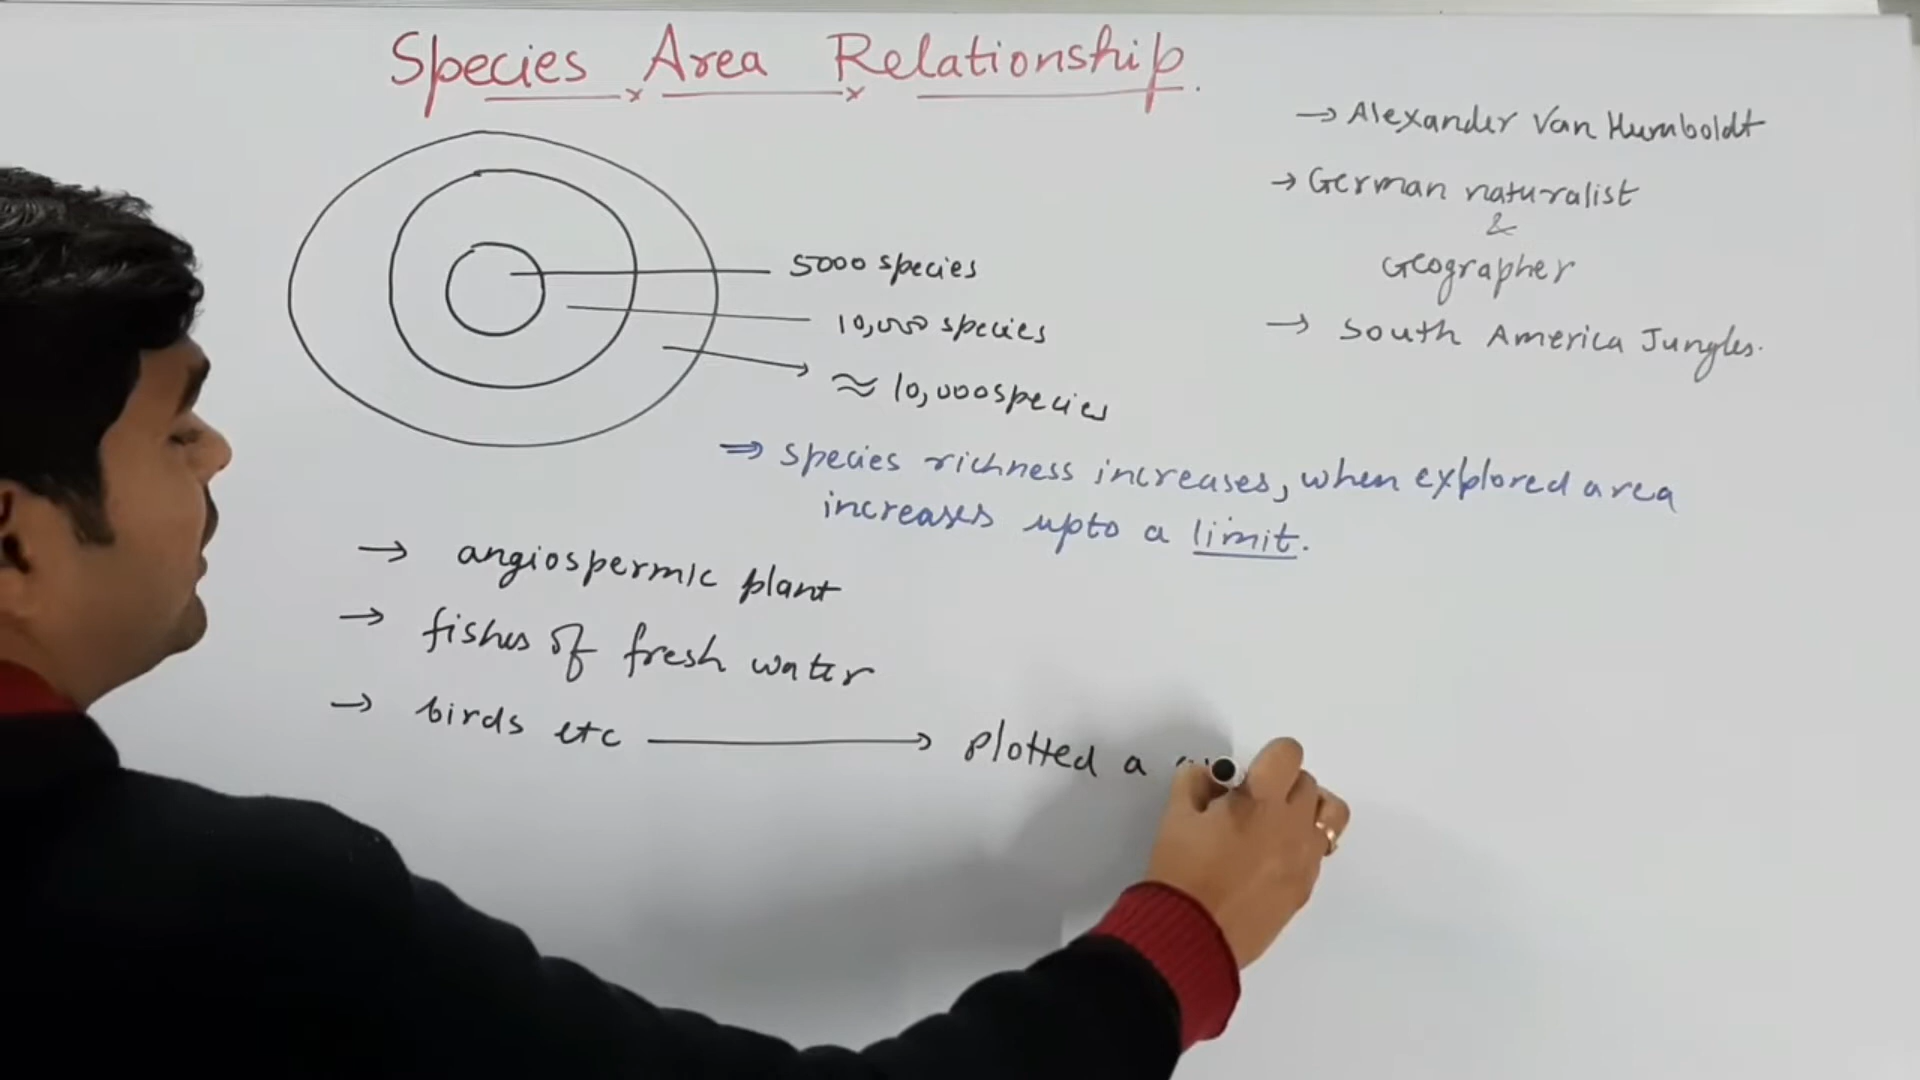 Species Area Relationship.
→ Alexander Van Humboldt
→ German naturalist
&
Geographer
→ South America Jungles.
5000 species
10,000 species
≈ 10,000 species
⇒ species richness increases, when explored area
increases upto a limit.
→ angiospermic plant
→ fishes of fresh water
→ birds etc → plotted a